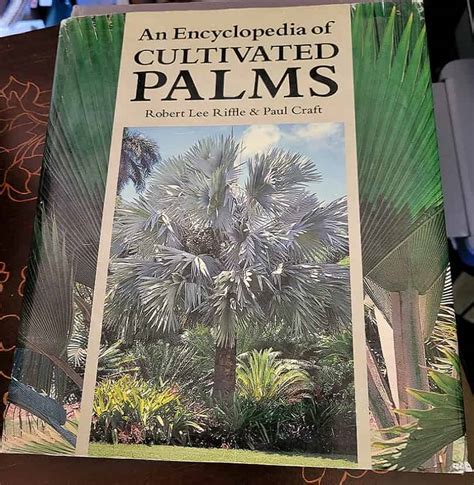 An Encyclopedia of
CULTIVATED
PALMS
Robert Lee Riffle & Paul Craft